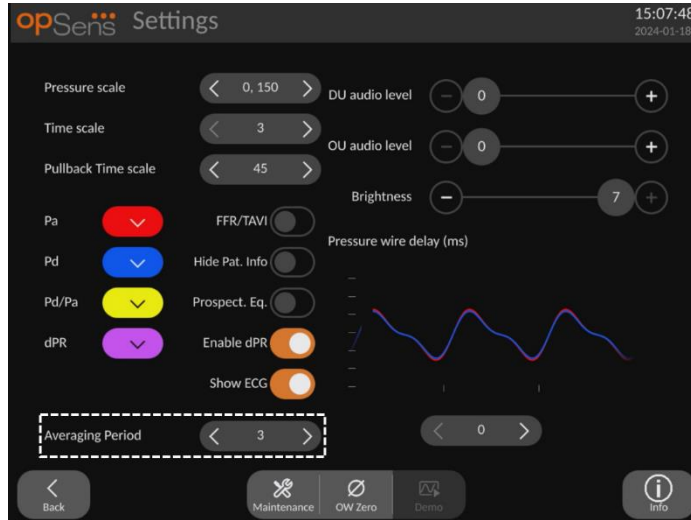 opSens Settings
15:07:48
2024-01-18
Pressure scale 0, 150
Time scale 3
Pullback Time scale 45
DU audio level - 0 +
OU audio level - 0 +
Brightness - 7 +
Pa
Pd
Pd/Pa
dPR
FFR/TAVI
Hide Pat. Info
Prospect. Eq.
Enable dPR
Show ECG
Pressure wire delay (ms)
0
Averaging Period 3
Back
Maintenance
OW Zero
Demo
Info